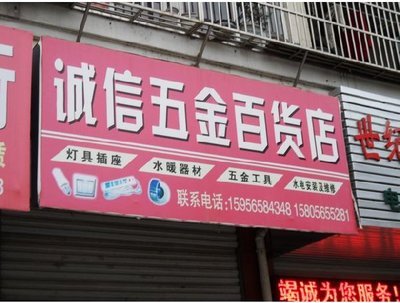 诚信五金百货店
灯具插座 水暖器材 五金工具 水电安装及维修
联系电话:15956584348 15805655281
世纪
竭诚为您服务!